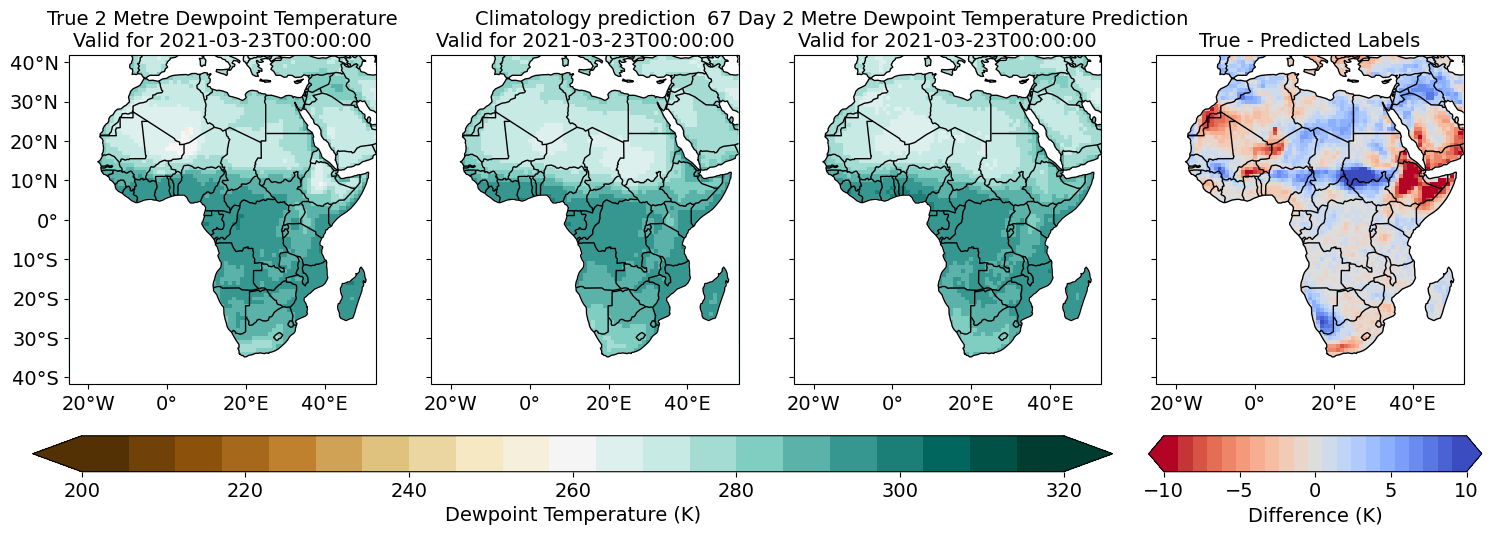 True 2 Metre Dewpoint Temperature
Valid for 2021-03-23T00:00:00
Climatology prediction  67 Day 2 Metre Dewpoint Temperature Prediction
Valid for 2021-03-23T00:00:00
Valid for 2021-03-23T00:00:00
True - Predicted Labels
40°N
30°N
20°N
10°N
0°
10°S
20°S
30°S
40°S
20°W 0° 20°E 40°E
20°W 0° 20°E 40°E
20°W 0° 20°E 40°E
20°W 0° 20°E 40°E
200 220 240 260 280 300 320
Dewpoint Temperature (K)
−10 −5 0 5 10
Difference (K)